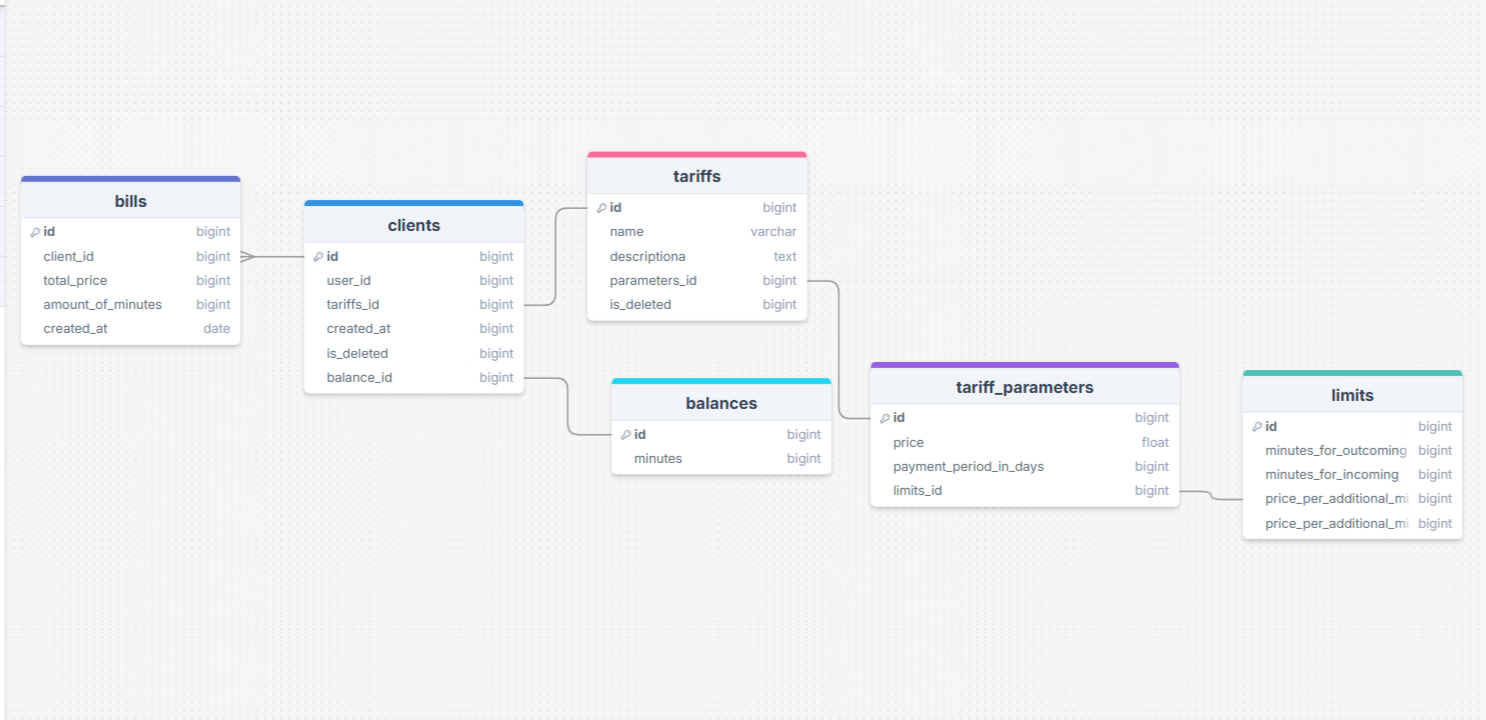 bills
id bigint
client_id bigint
total_price bigint
amount_of_minutes bigint
created_at date
clients
id bigint
user_id bigint
tariffs_id bigint
created_at bigint
is_deleted bigint
balance_id bigint
tariffs
id bigint
name varchar
descriptiona text
parameters_id bigint
is_deleted bigint
balances
id bigint
minutes bigint
tariff_parameters
id bigint
price float
payment_period_in_days bigint
limits_id bigint
limits
id bigint
minutes_for_outcoming bigint
minutes_for_incoming bigint
price_per_additional_mi bigint
price_per_additional_mi bigint